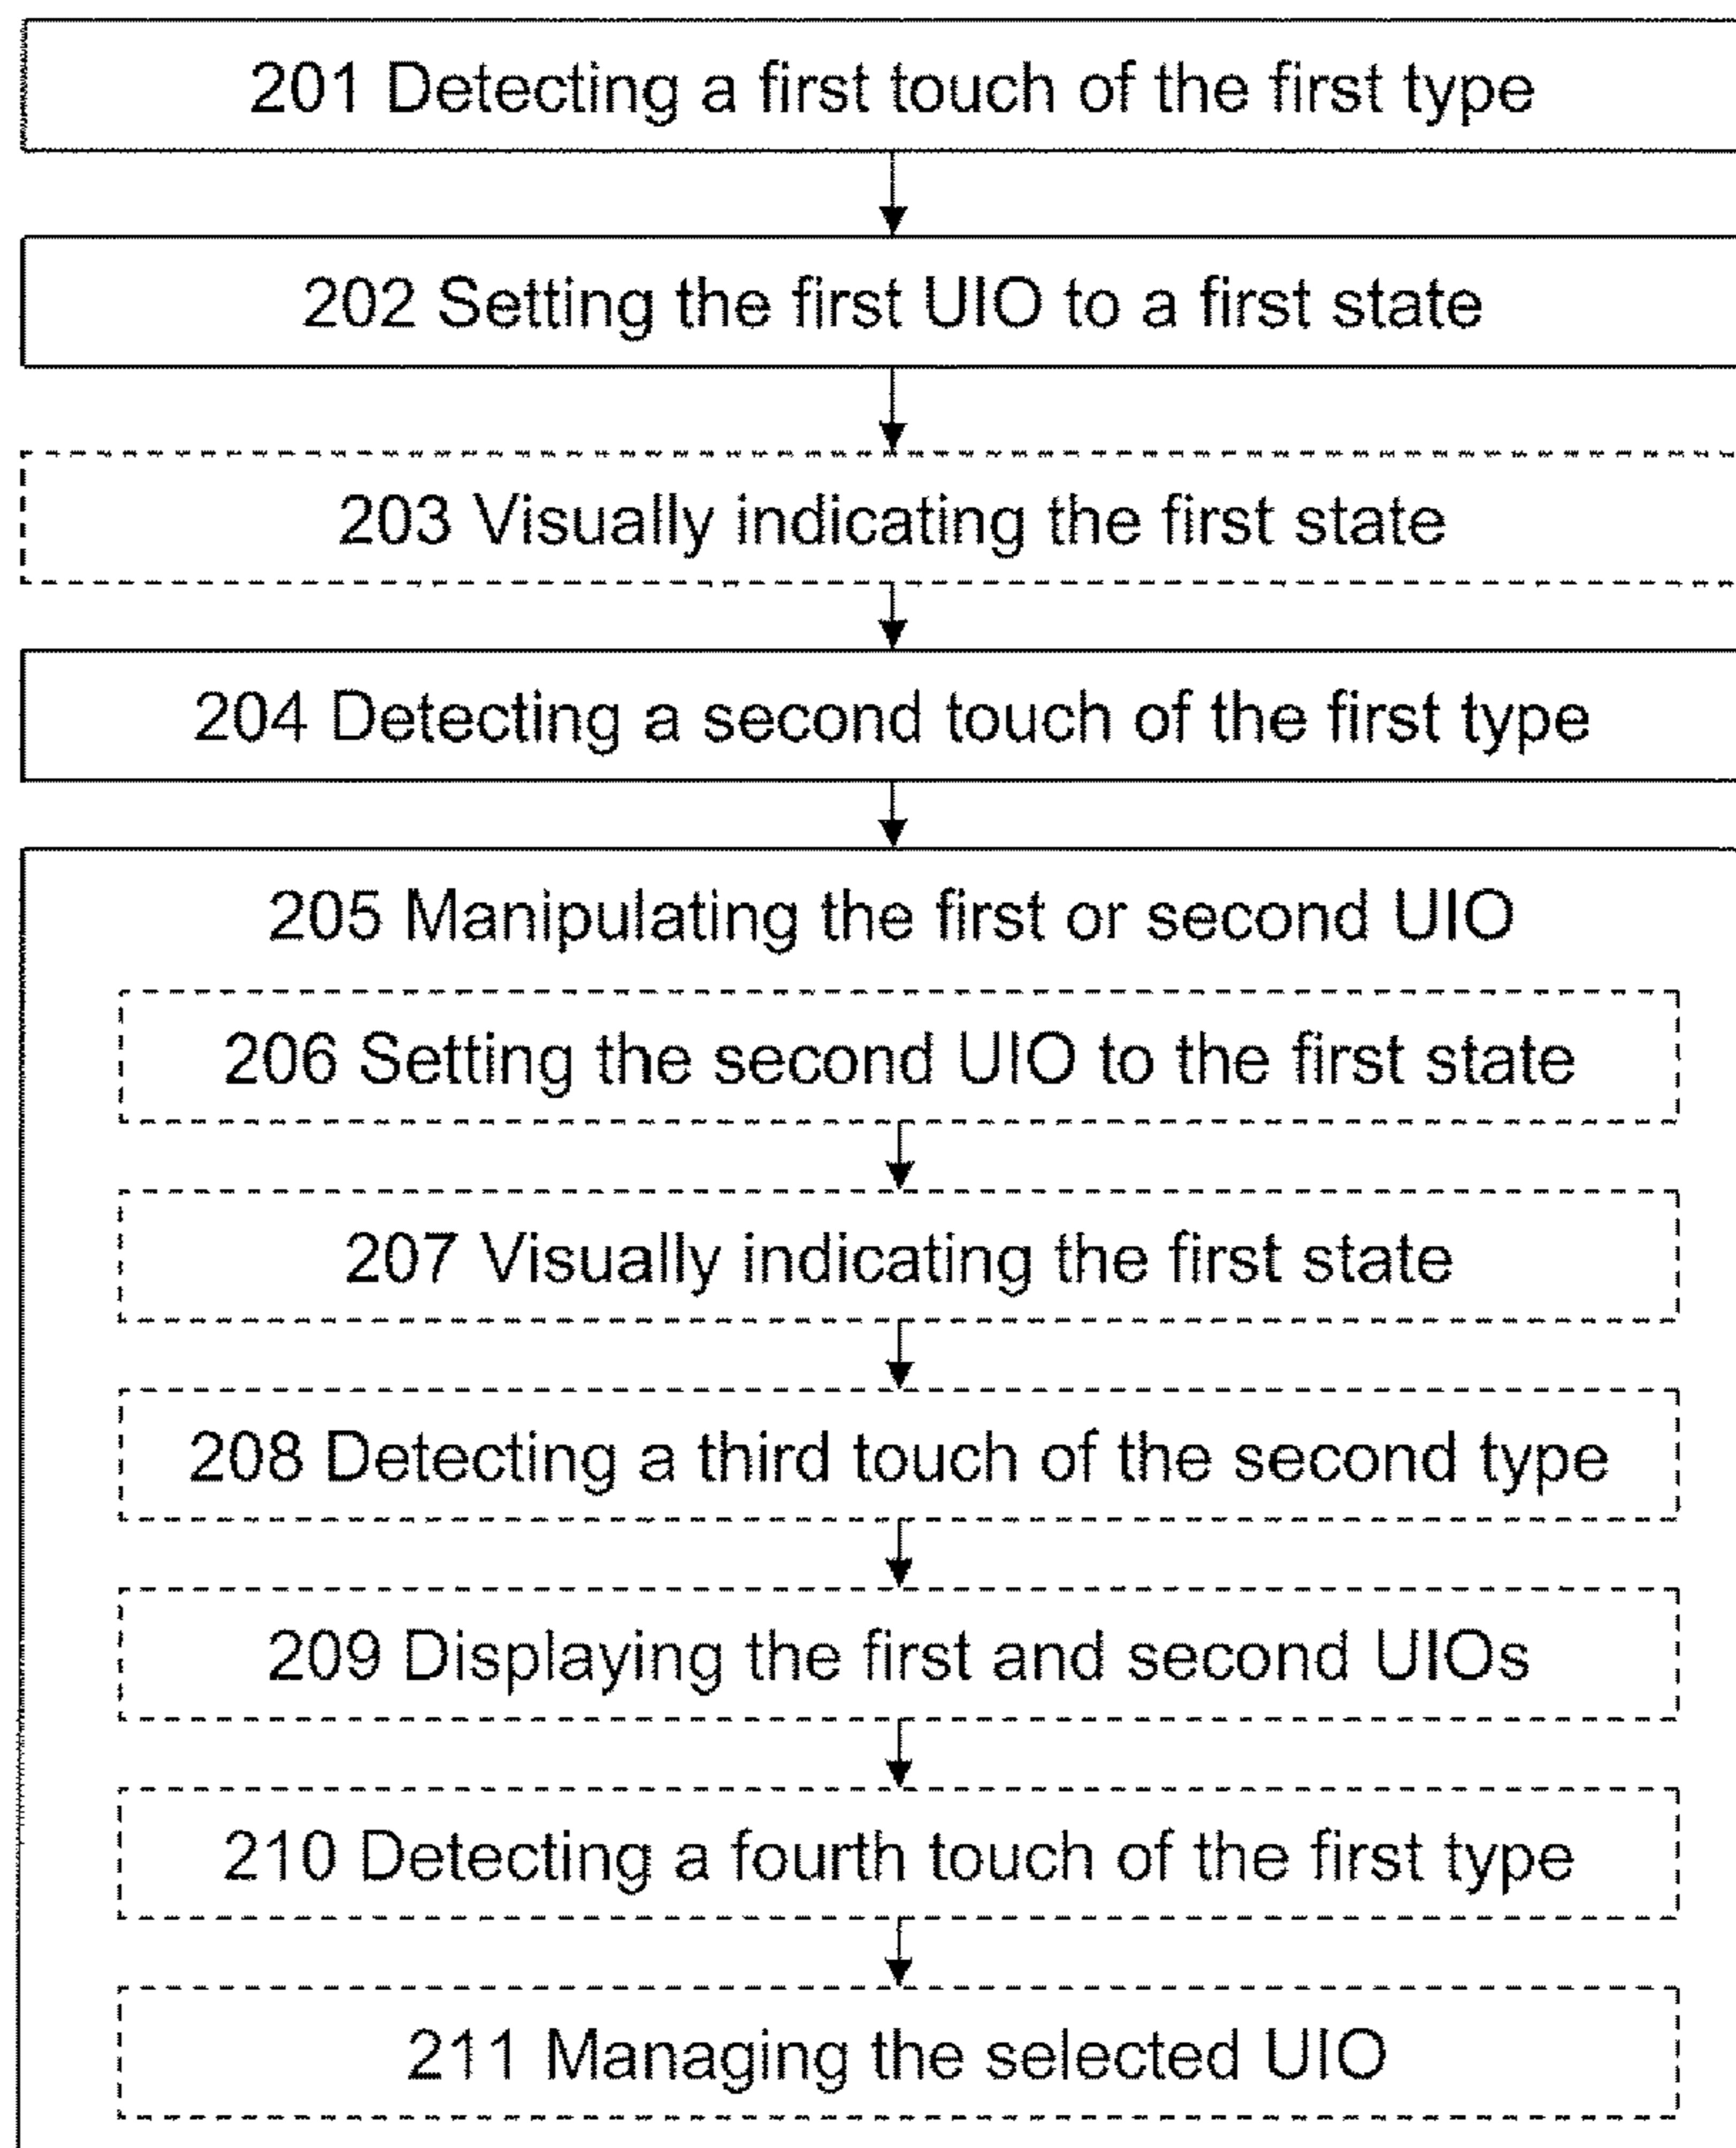 201 Detecting a first touch of the first type
202 Setting the first UIO to a first state
203 Visually indicating the first state
204 Detecting a second touch of the first type
205 Manipulating the first or second UIO
206 Setting the second UIO to the first state
207 Visually indicating the first state
208 Detecting a third touch of the second type
209 Displaying the first and second UIOs
210 Detecting a fourth touch of the first type
211 Managing the selected UIO